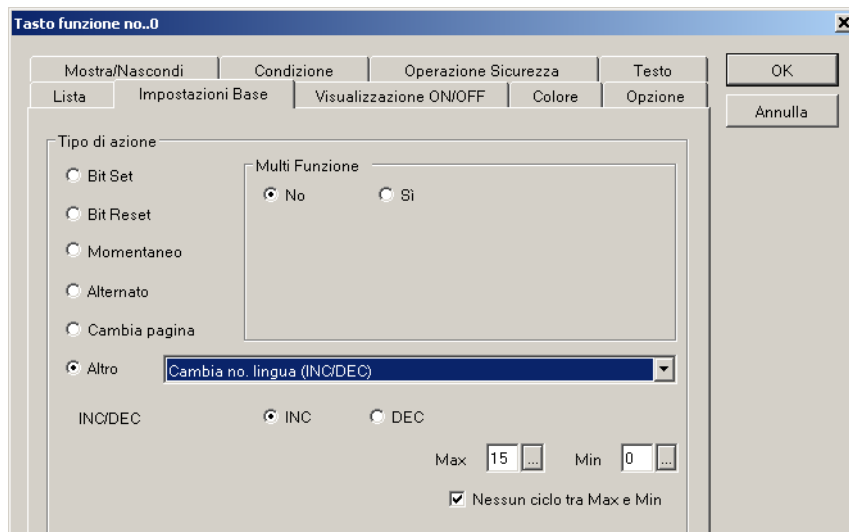 Tasto funzione no..0
Mostra/Nascondi Condizione Operazione Sicurezza Testo
Lista Impostazioni Base Visualizzazione ON/OFF Colore Opzione
OK
Annulla
Tipo di azione
Bit Set
Bit Reset
Momentaneo
Alternato
Cambia pagina
Altro
Multi Funzione
No Sì
Cambia no. lingua (INC/DEC)
INC/DEC INC DEC
Max 15 ... Min 0 ...
Nessun ciclo tra Max e Min